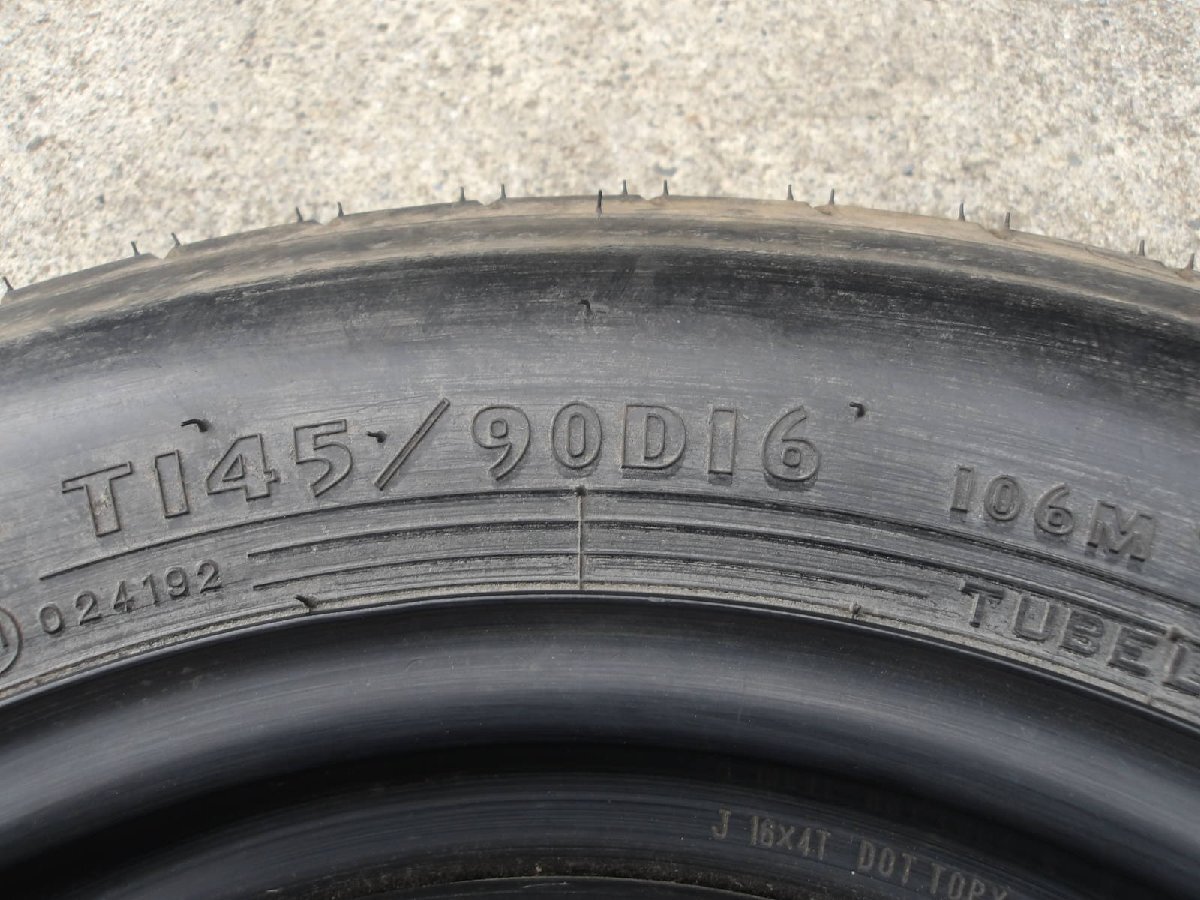 T145/90D16
106M
024192
TUBEL
J 16X4T DOT TOPY